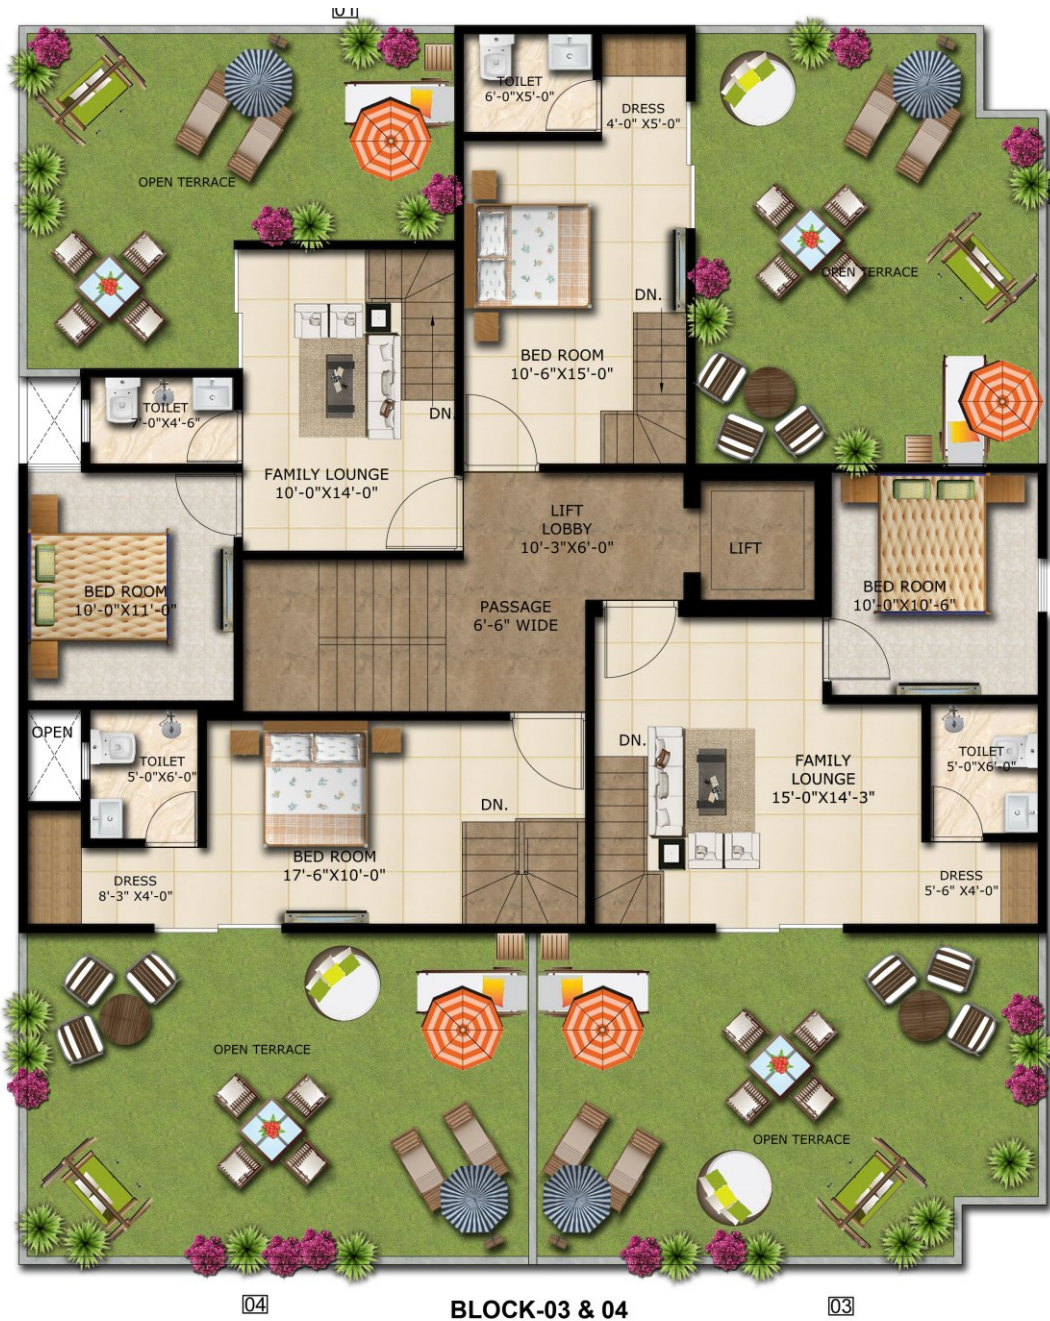 01
TOILET
6'-0"X5'-0"
DRESS
4'-0" X5'-0"
OPEN TERRACE
OPEN TERRACE
DN.
BED ROOM
10'-6"X15'-0"
TOILET
7'-0"X4'-6"
DN.
FAMILY LOUNGE
10'-0"X14'-0"
LIFT
LOBBY
10'-3"X6'-0"
LIFT
BED ROOM
10'-0"X11'-0"
PASSAGE
6'-6" WIDE
BED ROOM
10'-0"X10'-6"
OPEN
TOILET
5'-0"X6'-0"
DN.
FAMILY
LOUNGE
15'-0"X14'-3"
TOILET
5'-0"X6'-0"
DN.
BED ROOM
17'-6"X10'-0"
DRESS
8'-3" X4'-0"
DRESS
5'-6" X4'-0"
OPEN TERRACE
OPEN TERRACE
04
BLOCK-03 & 04
03